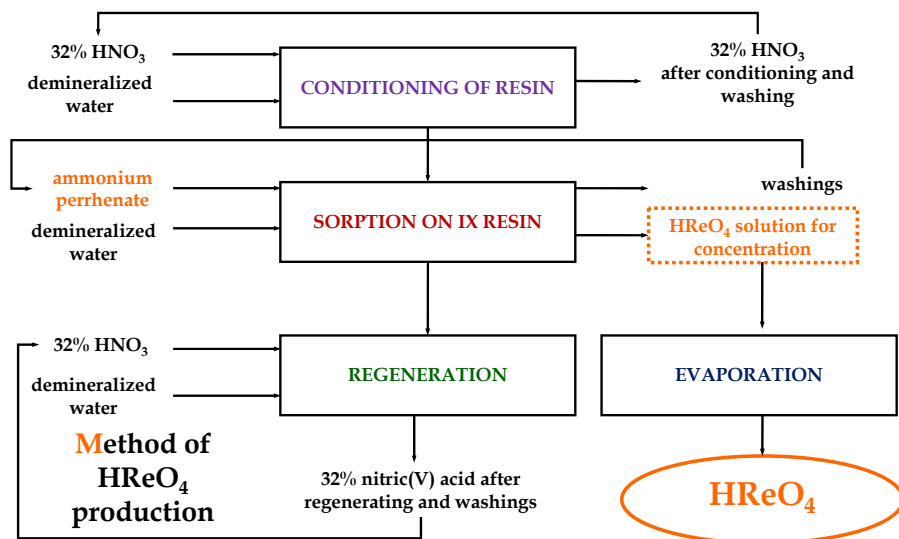 32% HNO₃
demineralized
water
CONDITIONING OF RESIN
32% HNO₃
after conditioning and
washing
ammonium
perrhenate
demineralized
water
SORPTION ON IX RESIN
washings
HReO₄ solution for
concentration
32% HNO₃
demineralized
water
REGENERATION
EVAPORATION
Method of
HReO₄
production
32% nitric(V) acid after
regenerating and washings
HReO₄